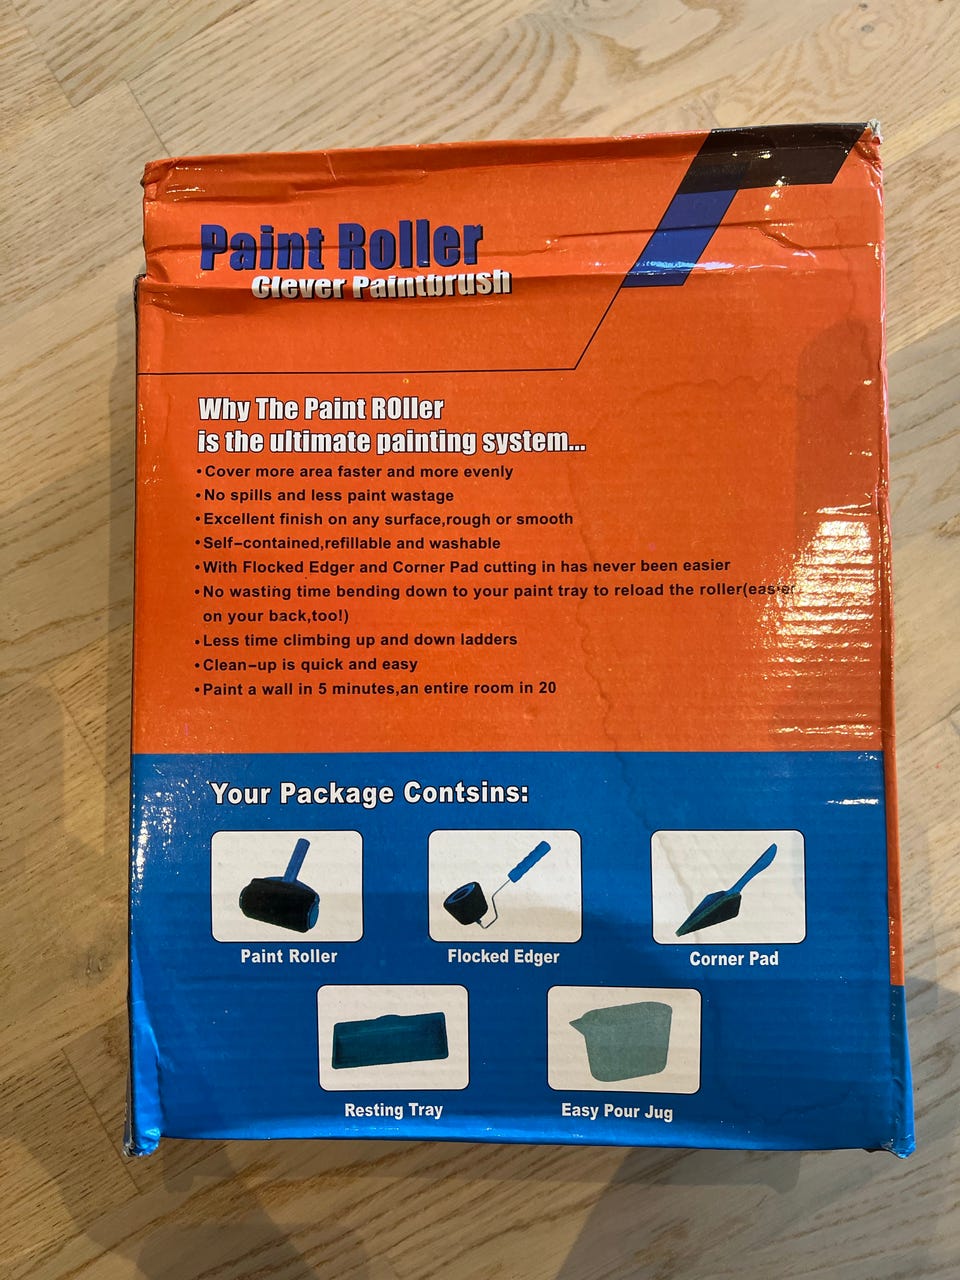 Paint Roller
Clever Paintbrush
Why The Paint ROller
is the ultimate painting system...
•Cover more area faster and more evenly
•No spills and less paint wastage
•Excellent finish on any surface,rough or smooth
•Self-contained,refillable and washable
•With Flocked Edger and Corner Pad cutting in has never been easier
•No wasting time bending down to your paint tray to reload the roller(easier
on your back,too!)
•Less time climbing up and down ladders
•Clean-up is quick and easy
•Paint a wall in 5 minutes,an entire room in 20
Your Package Contsins:
Paint Roller
Flocked Edger
Corner Pad
Resting Tray
Easy Pour Jug